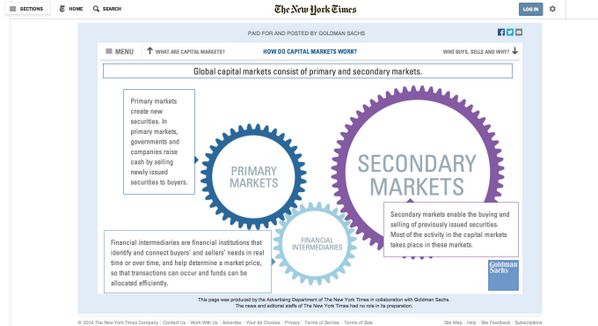 SECTIONS HOME SEARCH The New York Times LOG IN
PAID FOR AND POSTED BY GOLDMAN SACHS
MENU WHAT ARE CAPITAL MARKETS? HOW DO CAPITAL MARKETS WORK? WHO BUYS, SELLS AND WHY?
Global capital markets consist of primary and secondary markets.
Primary markets
create new
securities. In
primary markets,
governments and
companies raise
cash by selling
newly issued
securities to buyers.
PRIMARY
MARKETS
SECONDARY
MARKETS
Secondary markets enable the buying and
selling of previously issued securities.
Most of the activity in the capital markets
takes place in these markets.
Financial intermediaries are financial institutions that
identify and connect buyers' and sellers' needs in real
time or over time, and help determine a market price,
so that transactions can occur and funds can be
allocated efficiently.
FINANCIAL
INTERMEDIARIES
Goldman
Sachs
This page was produced by the Advertising Department of The New York Times in collaboration with Goldman Sachs.
The news and editorial staffs of The New York Times had no role in its preparation.
© 2014 The New York Times Company Contact Us Work With Us Advertise Your Ad Choices Privacy Terms of Service Terms of Sale Site Map Help Site Feedback Subscriptions